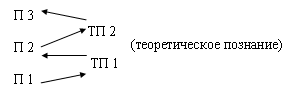 П 3
ТП 2
П 2 (теоретическое познание)
ТП 1
П 1